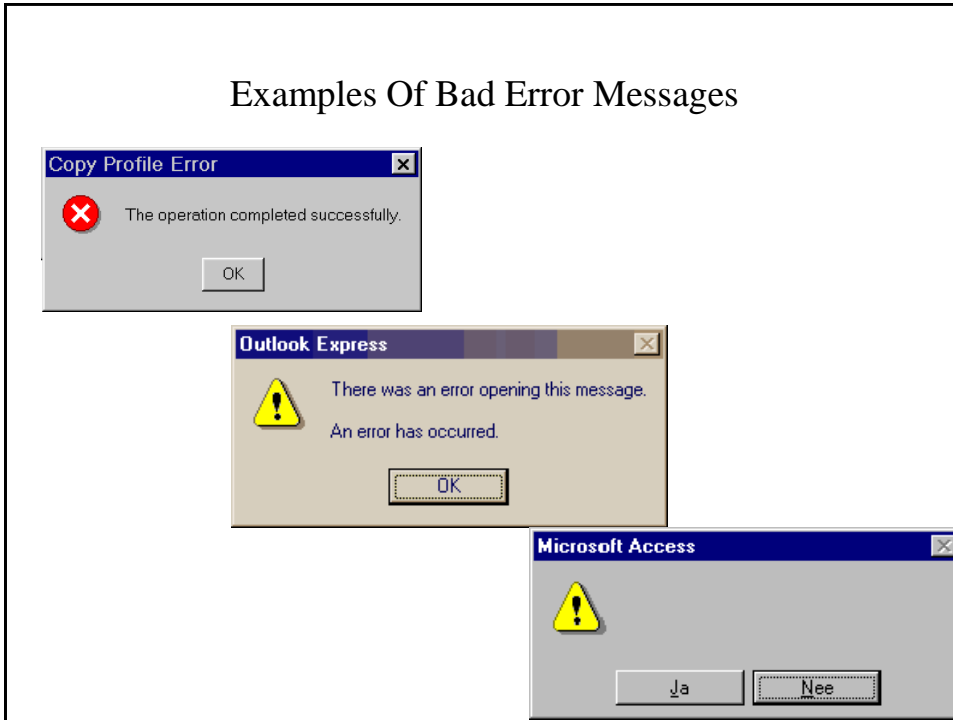 Examples Of Bad Error Messages
Copy Profile Error
The operation completed successfully.
OK
Outlook Express
There was an error opening this message.
An error has occurred.
OK
Microsoft Access
Ja Nee